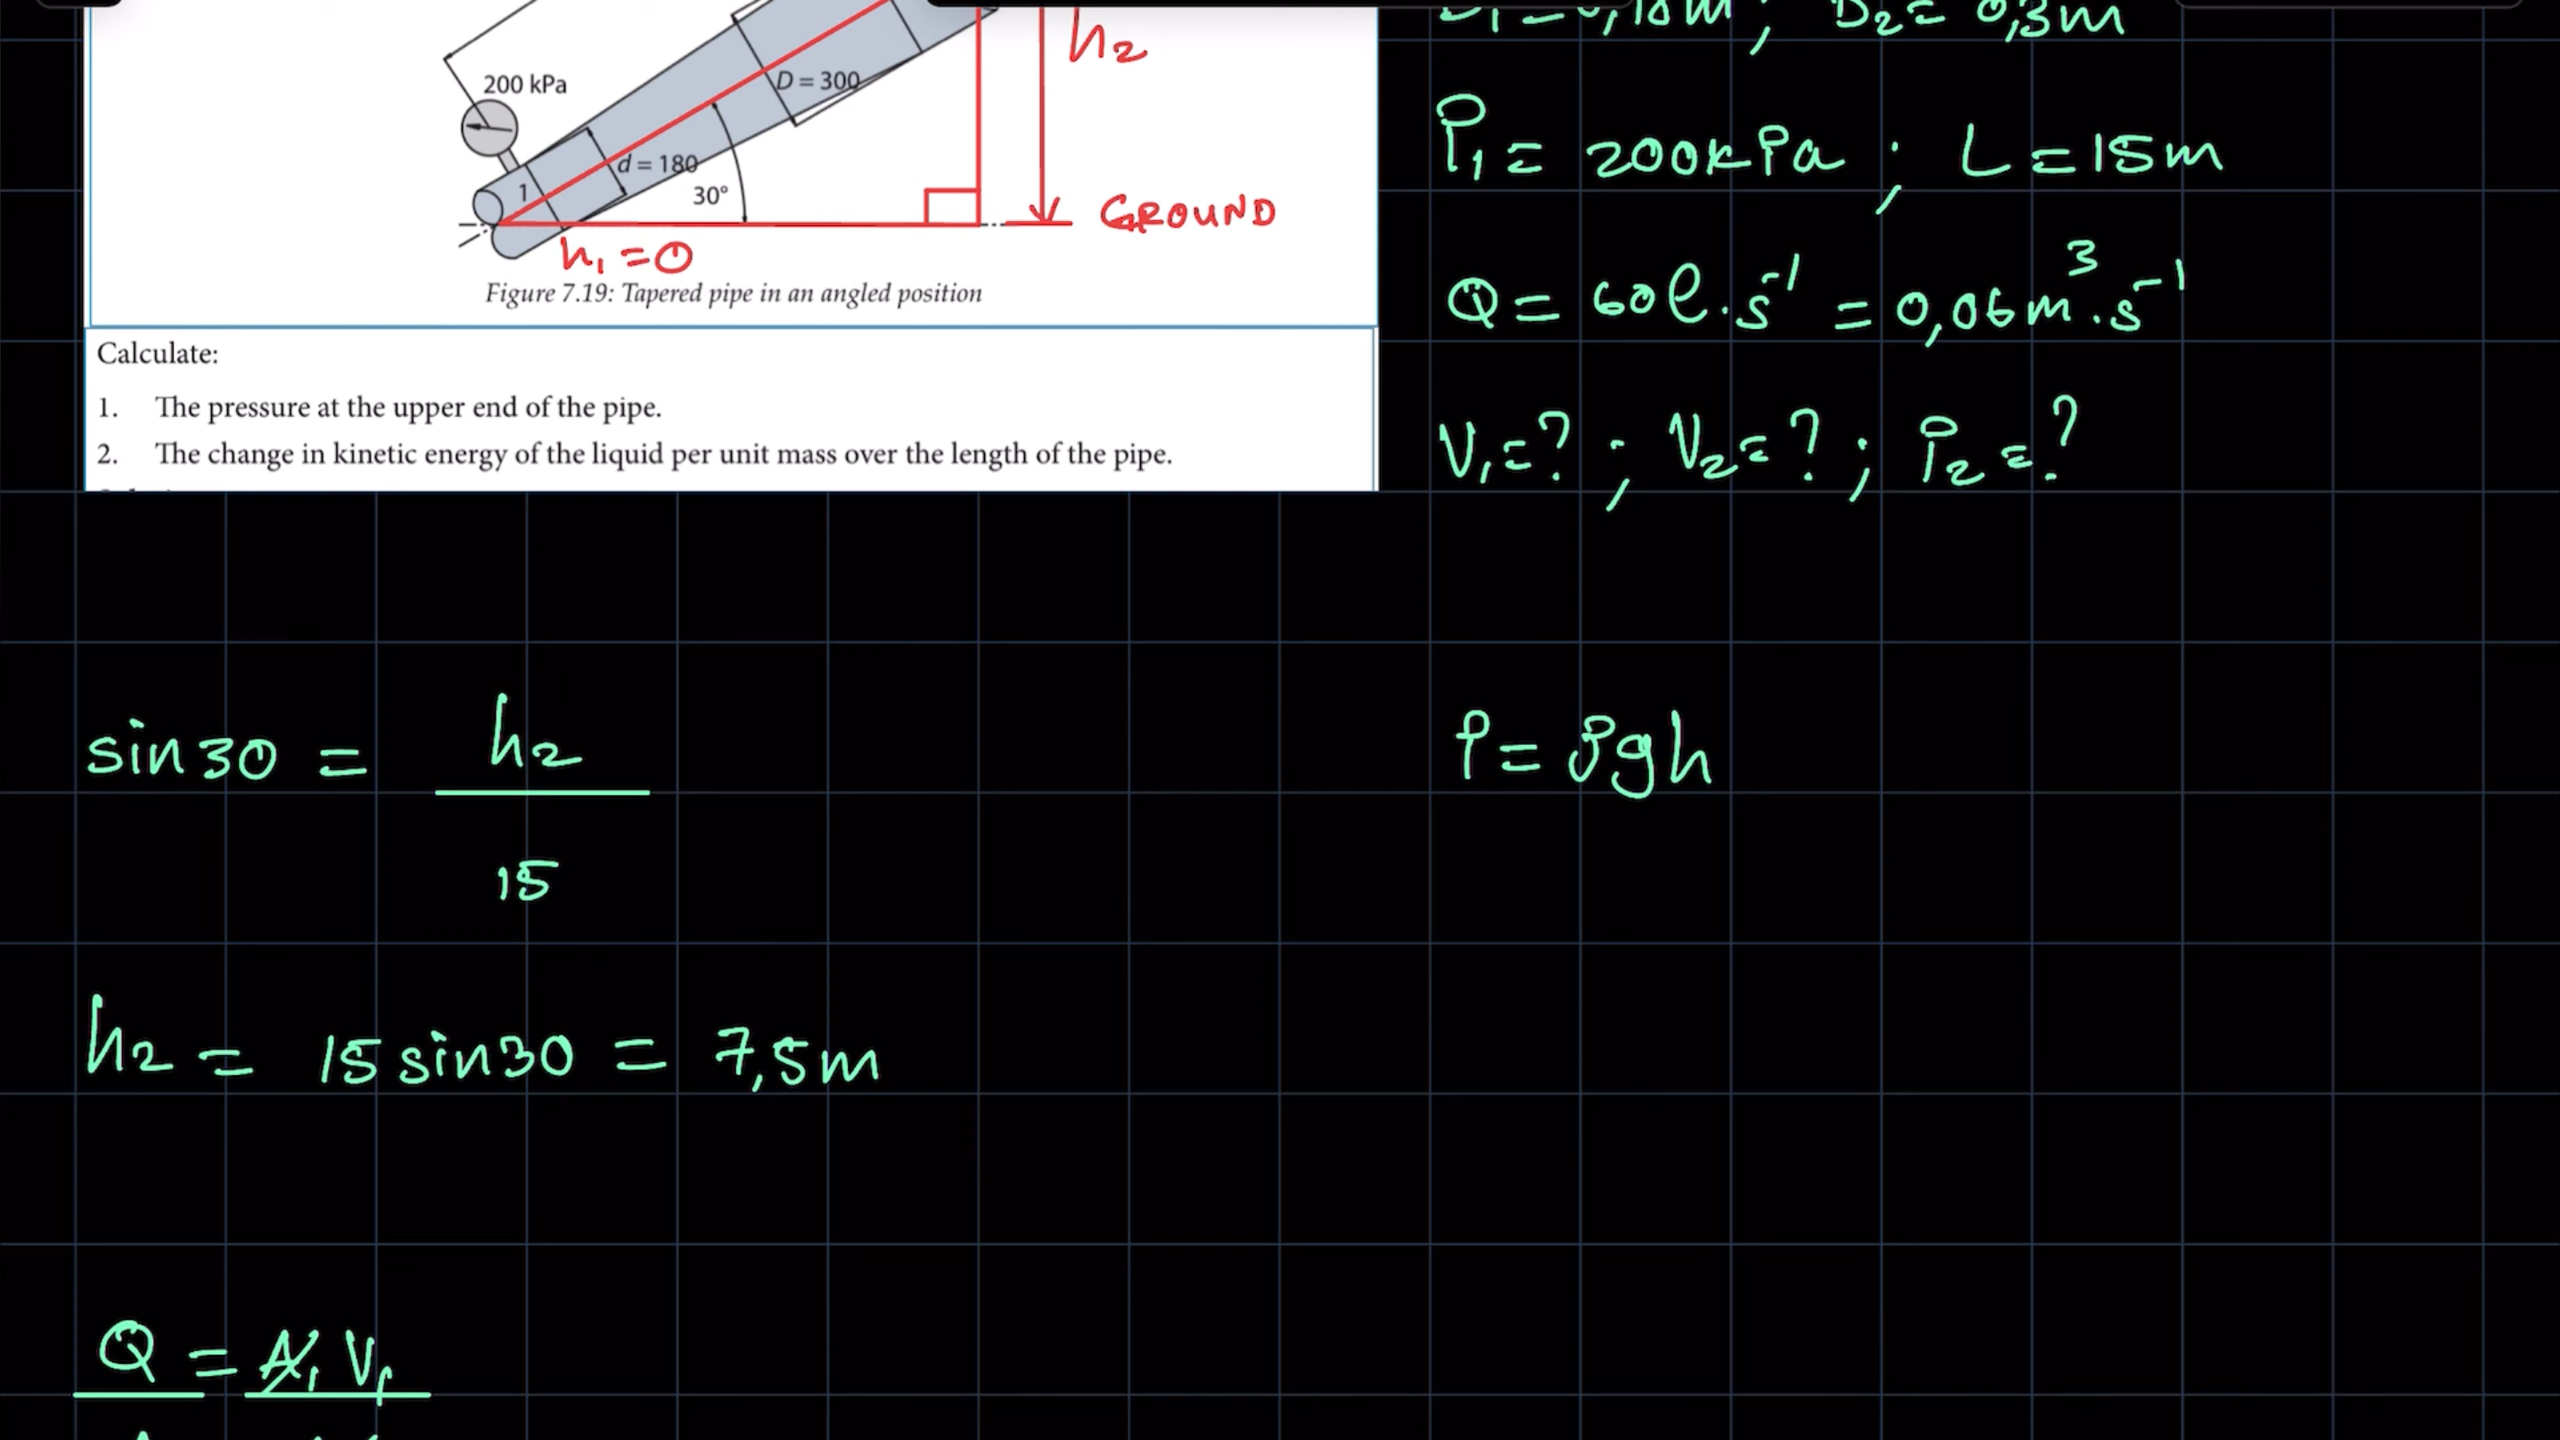 D₂ = 0,3m
h₂
200 kPa
D = 300
d = 180
1
30°
h₁ = 0
GROUND
Figure 7.19: Tapered pipe in an angled position
Calculate:
1. The pressure at the upper end of the pipe.
2. The change in kinetic energy of the liquid per unit mass over the length of the pipe.
P₁ = 200kPa ; L = 15m
Q = 60ℓ.s⁻¹ = 0,06m³.s⁻¹
V₁=? ; V₂=? ; P₂=?
sin30 = h₂
15
P = ρgh
h₂ = 15sin30 = 7,5m
Q = A₁V₁